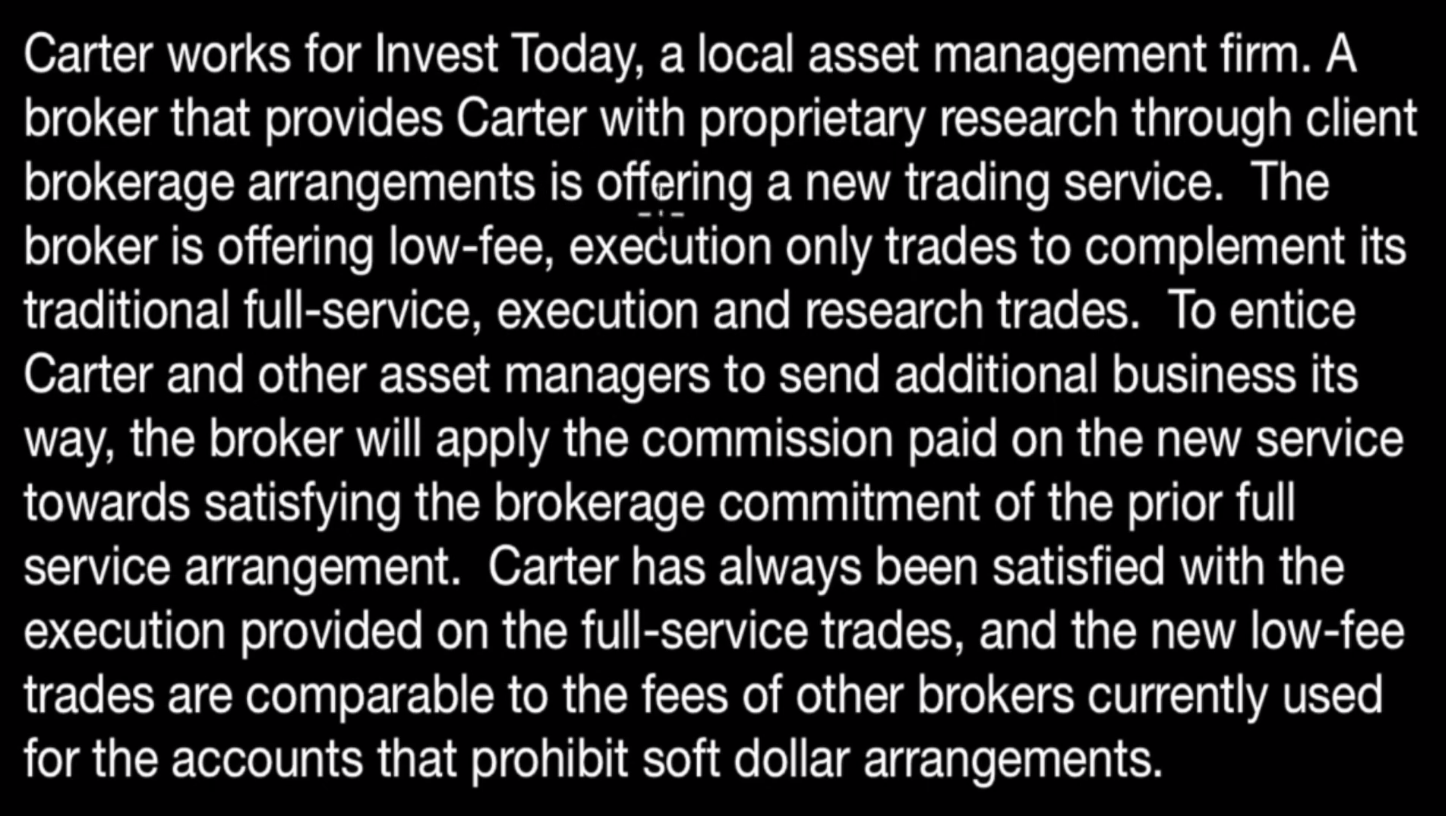 Carter works for Invest Today, a local asset management firm. A
broker that provides Carter with proprietary research through client
brokerage arrangements is offering a new trading service.  The
broker is offering low-fee, execution only trades to complement its
traditional full-service, execution and research trades.  To entice
Carter and other asset managers to send additional business its
way, the broker will apply the commission paid on the new service
towards satisfying the brokerage commitment of the prior full
service arrangement.  Carter has always been satisfied with the
execution provided on the full-service trades, and the new low-fee
trades are comparable to the fees of other brokers currently used
for the accounts that prohibit soft dollar arrangements.